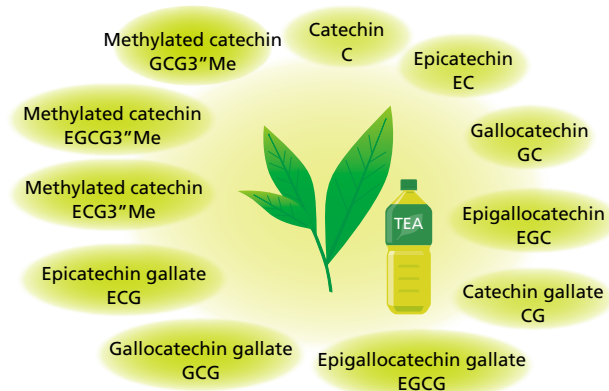 Methylated catechin
GCG3”Me
Catechin
C
Epicatechin
EC
Methylated catechin
EGCG3”Me
Gallocatechin
GC
Methylated catechin
ECG3”Me
Epigallocatechin
EGC
TEA
Epicatechin gallate
ECG
Catechin gallate
CG
Gallocatechin gallate
GCG
Epigallocatechin gallate
EGCG